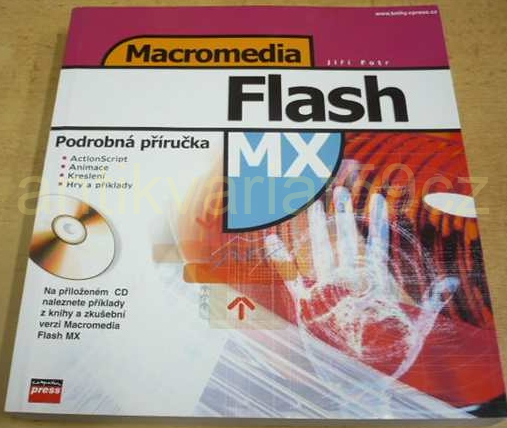 www.knihy.cpress.cz
Macromedia
Jiří Fotr
Flash
MX
Podrobná příručka
• ActionScript
• Animace
• Kreslení
• Hry a příklady
Na přiloženém CD
naleznete příklady
z knihy a zkušební
verzi Macromedia
Flash MX
computer
press